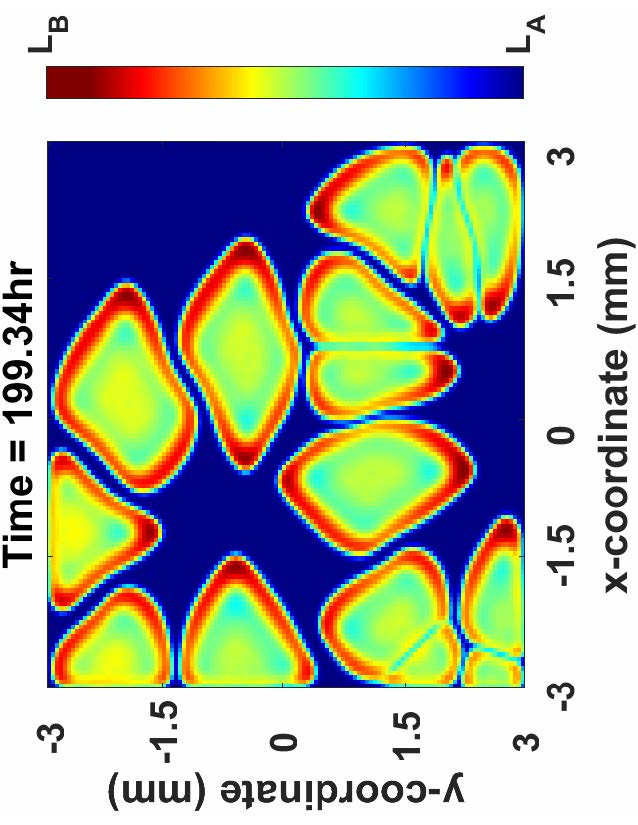 Time = 199.34hr
L_B
L_A
3
1.5
0
-1.5
-3
x-coordinate (mm)
-3
-1.5
0
1.5
3
y-coordinate (mm)